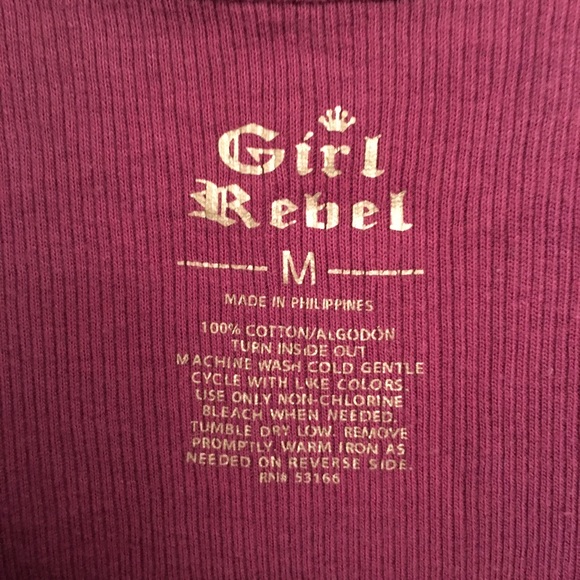 Girl
Rebel
M
MADE IN PHILIPPINES
100% COTTON/ALGODÓN
TURN INSIDE OUT
MACHINE WASH COLD GENTLE
CYCLE WITH LIKE COLORS.
USE ONLY NON-CHLORINE
BLEACH WHEN NEEDED.
TUMBLE DRY LOW. REMOVE
PROMPTLY. WARM IRON AS
NEEDED ON REVERSE SIDE.
RN# 53166